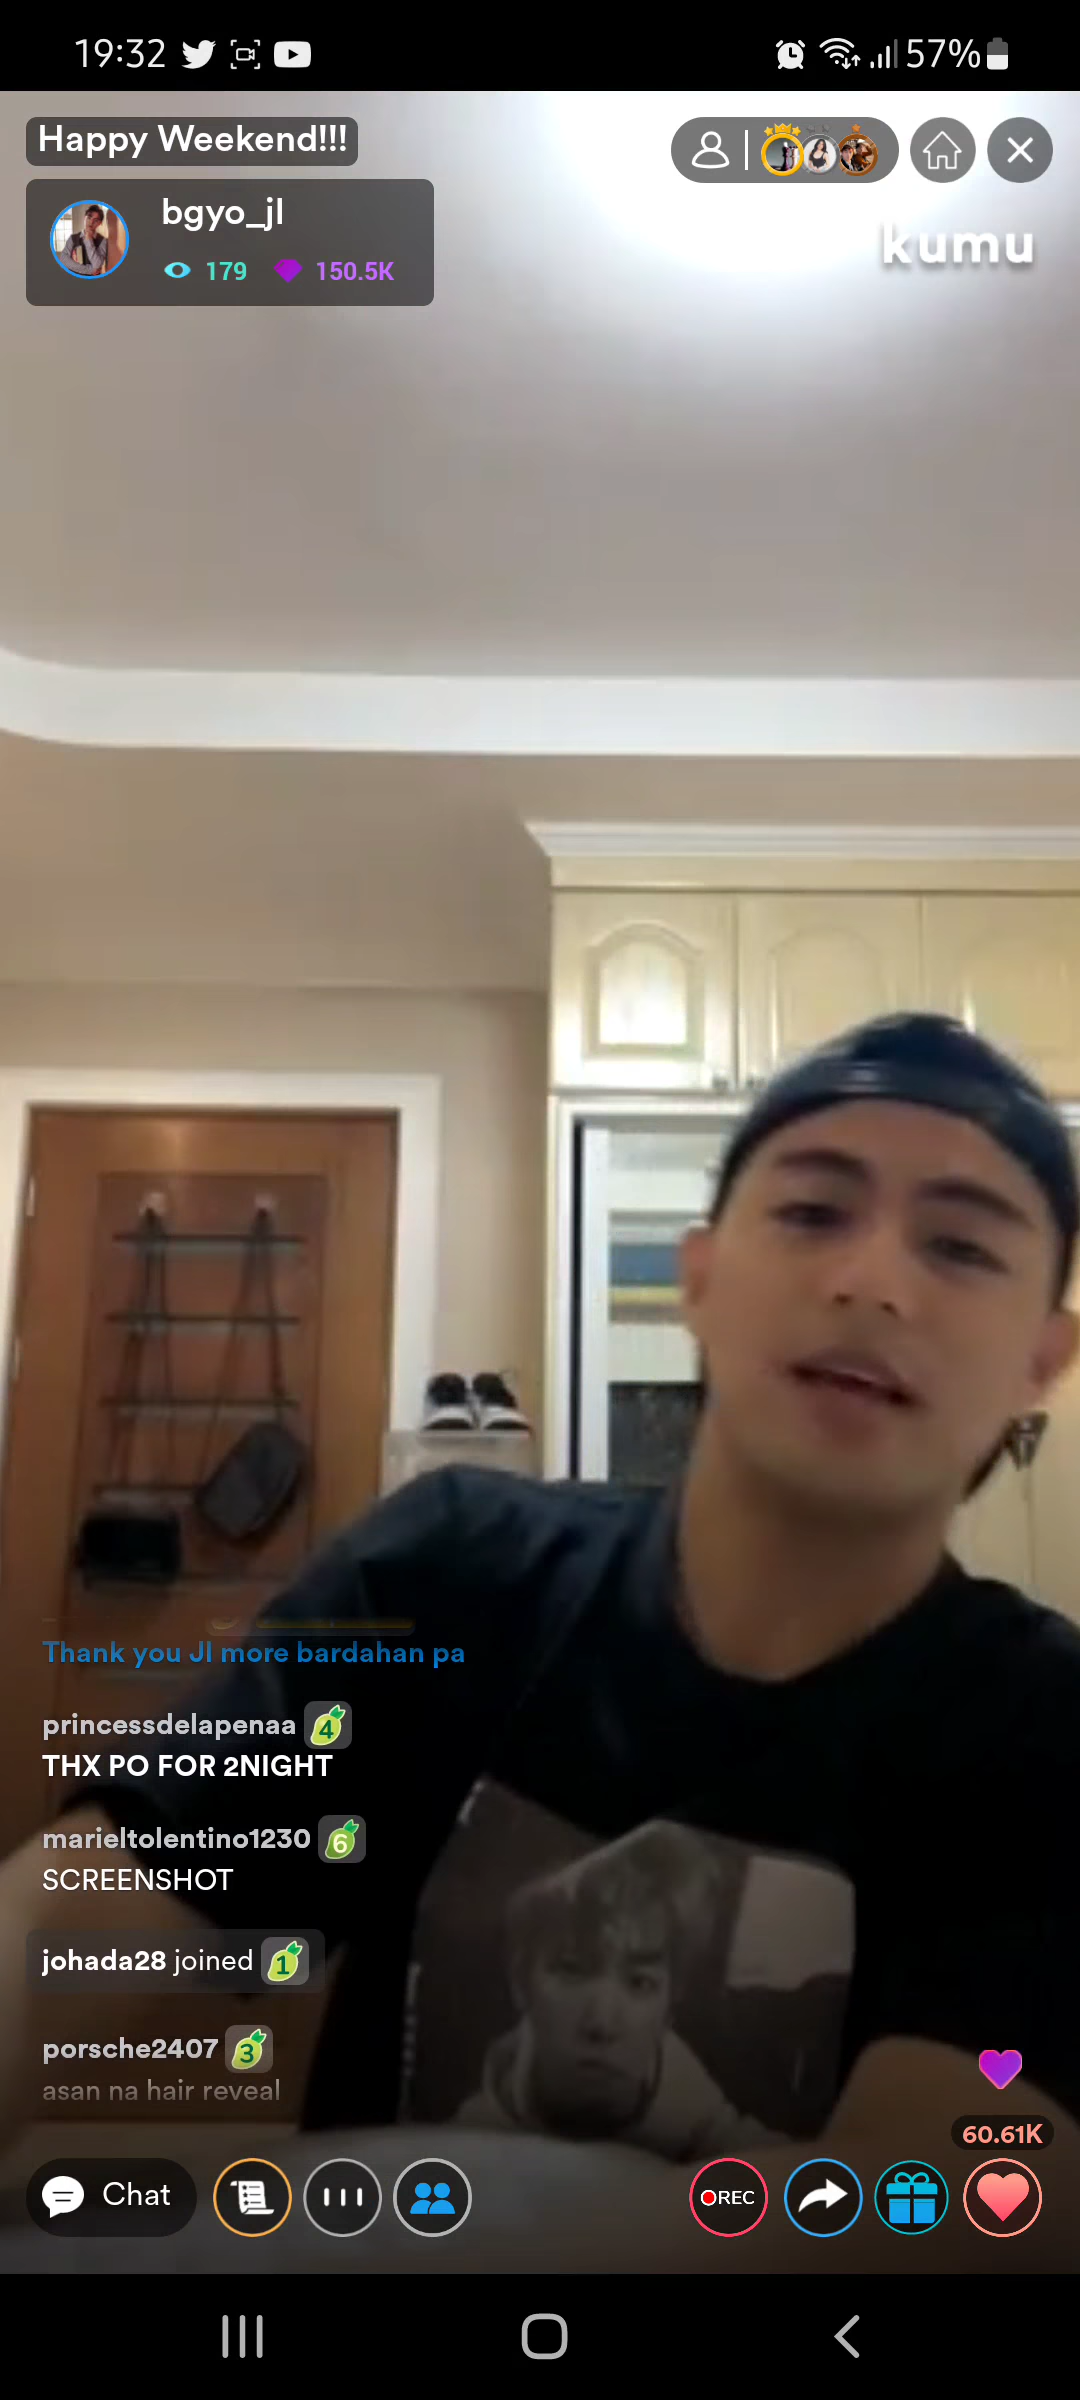 19:32
57%
Happy Weekend!!!
bgyo_jl
179
150.5K
kumu
Thank you Jl more bardahan pa
princessdelapenaa 4
THX PO FOR 2NIGHT
marieltolentino1230 6
SCREENSHOT
johada28 joined 1
porsche2407 3
asan na hair reveal
60.61K
Chat
REC